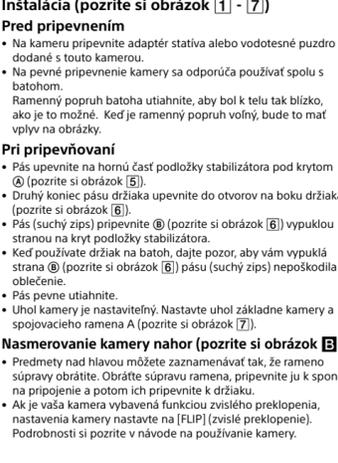 Inštalácia (pozrite si obrázok 1 - 7)
Pred pripevnením
• Na kameru pripevnite adaptér statíva alebo vodotesné puzdro
dodané s touto kamerou.
• Na pevné pripevnenie kamery sa odporúča používať spolu s
batohom.
Ramenný popruh batoha utiahnite, aby bol k telu tak blízko,
ako je to možné. Keď je ramenný popruh voľný, bude to mať
vplyv na obrázky.
Pri pripevňovaní
• Pás upevnite na hornú časť podložky stabilizátora pod krytom
Ⓐ (pozrite si obrázok 5).
• Druhý koniec pásu držiaka upevnite do otvorov na boku držiaka
(pozrite si obrázok 6).
• Pás (suchý zips) pripevnite Ⓑ (pozrite si obrázok 6) vypuklou
stranou na kryt podložky stabilizátora.
• Keď používate držiak na batoh, dajte pozor, aby vám vypuklá
strana Ⓑ (pozrite si obrázok 6) pásu (suchý zips) nepoškodila
oblečenie.
• Pás pevne utiahnite.
• Uhol kamery je nastaviteľný. Nastavte uhol základne kamery a
spojovacieho ramena A (pozrite si obrázok 7).
Nasmerovanie kamery nahor (pozrite si obrázok B
• Predmety nad hlavou môžete zaznamenávať tak, že rameno
súpravy obrátite. Obráťte súpravu ramena, pripevnite ju k spon
na pripojenie a potom ich pripevnite k držiaku.
• Ak je vaša kamera vybavená funkciou zvislého preklopenia,
nastavenia kamery nastavte na [FLIP] (zvislé preklopenie).
Podrobnosti si pozrite v návode na používanie kamery.